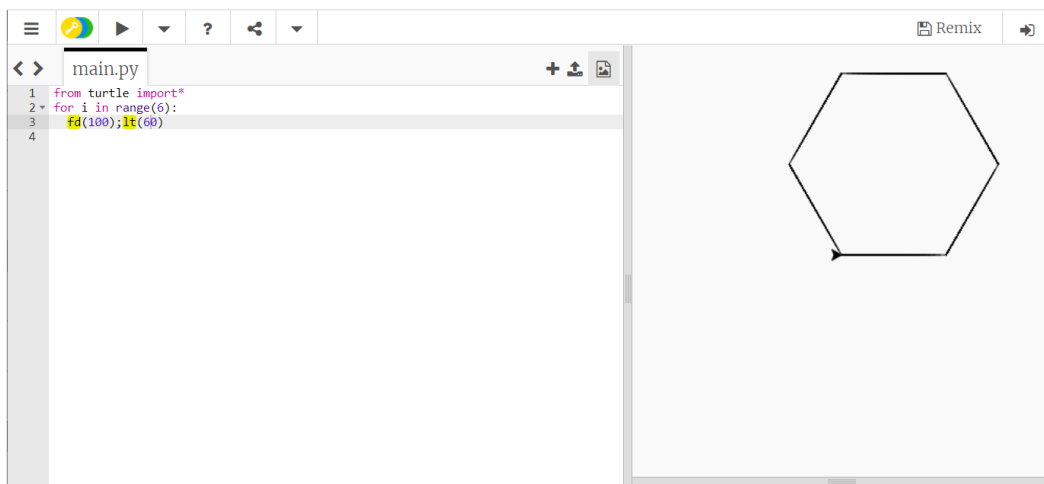 ? Remix
main.py
1 from turtle import*
2 for i in range(6):
3   fd(100);lt(60)
4